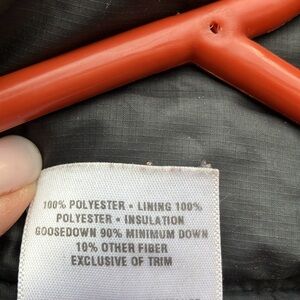 100% POLYESTER • LINING 100%
POLYESTER • INSULATION
GOOSEDOWN 90% MINIMUM DOWN
10% OTHER FIBER
EXCLUSIVE OF TRIM